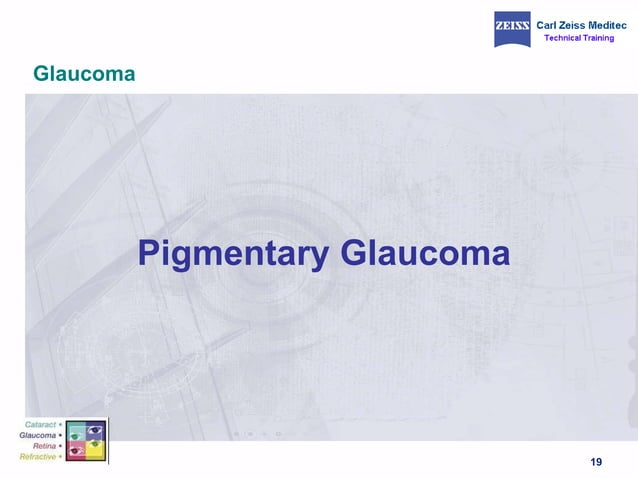 ZEISS
Carl Zeiss Meditec
Technical Training
Glaucoma
Pigmentary Glaucoma
Cataract •
Glaucoma •
Retina •
Refractive •
19